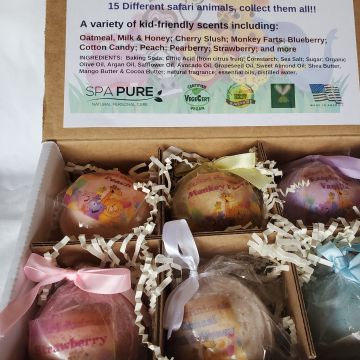 15 Different safari animals, collect them all!!
A variety of kid-friendly scents including:
Oatmeal, Milk & Honey; Cherry Slush; Monkey Farts; Blueberry;
Cotton Candy; Peach; Pearberry; Strawberry; and more
INGREDIENTS: Baking Soda; Citric Acid (from citrus fruit); Cornstarch; Sea Salt; Sugar; Organic
Olive Oil, Argan Oil, Safflower Oil, Avocado Oil, Grapeseed Oil, Sweet Almond Oil; Shea Butter,
Mango Butter & Cocoa Butter; natural fragrance; essential oils, distilled water.
SPA PURE
NATURAL PERSONAL CARE
VEGECERT
Monkey
Vanilla
Strawberry